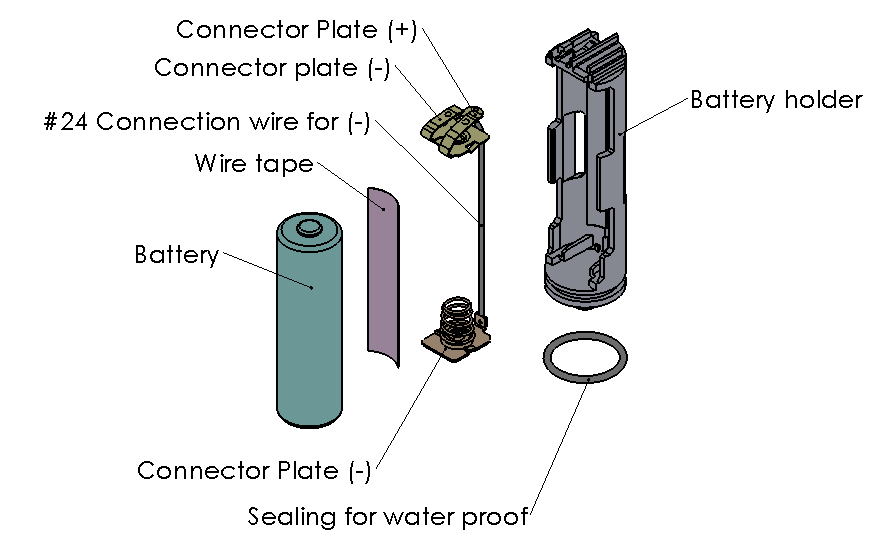 Connector Plate (+)
Connector plate (-)
Battery holder
#24 Connection wire for (-)
Wire tape
Battery
Connector Plate (-)
Sealing for water proof